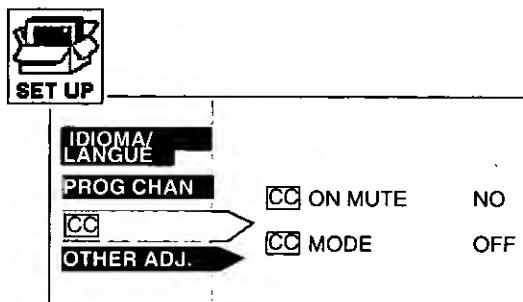 SET UP
IDIOMA/
LANGUE
PROG CHAN
CC
OTHER ADJ.
CC ON MUTE NO
CC MODE OFF